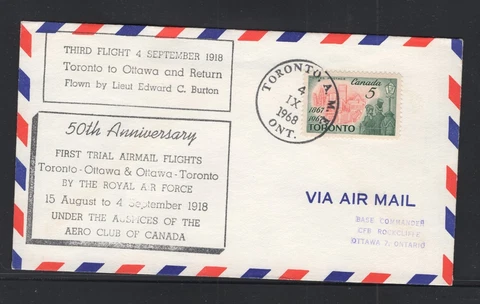 THIRD FLIGHT 4 SEPTEMBER 1918
Toronto to Ottawa and Return
Flown by Lieut Edward C. Burton
50th Anniversary
FIRST TRIAL AIRMAIL FLIGHTS
Toronto - Ottawa & Ottawa - Toronto
BY THE ROYAL AIR FORCE
15 August to 4 September 1918
UNDER THE AUSPICES OF THE
AERO CLUB OF CANADA
TORONTO, A. M.
4
IX
1968
ONT.
Canada
5
1867
1967
TORONTO
VIA AIR MAIL
BASE COMMANDER
CFB ROCKCLIFFE
OTTAWA 7, ONTARIO